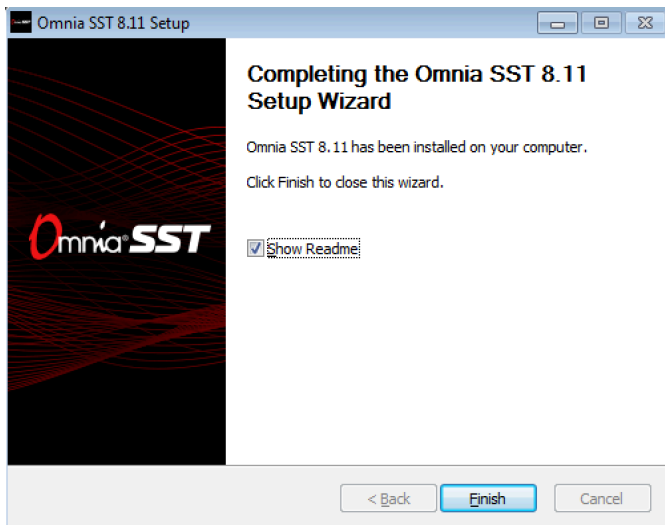 Omnia SST 8.11 Setup
Completing the Omnia SST 8.11
Setup Wizard
Omnia SST 8.11 has been installed on your computer.
Click Finish to close this wizard.
Omnia® SST
Show Readme
< Back
Finish
Cancel